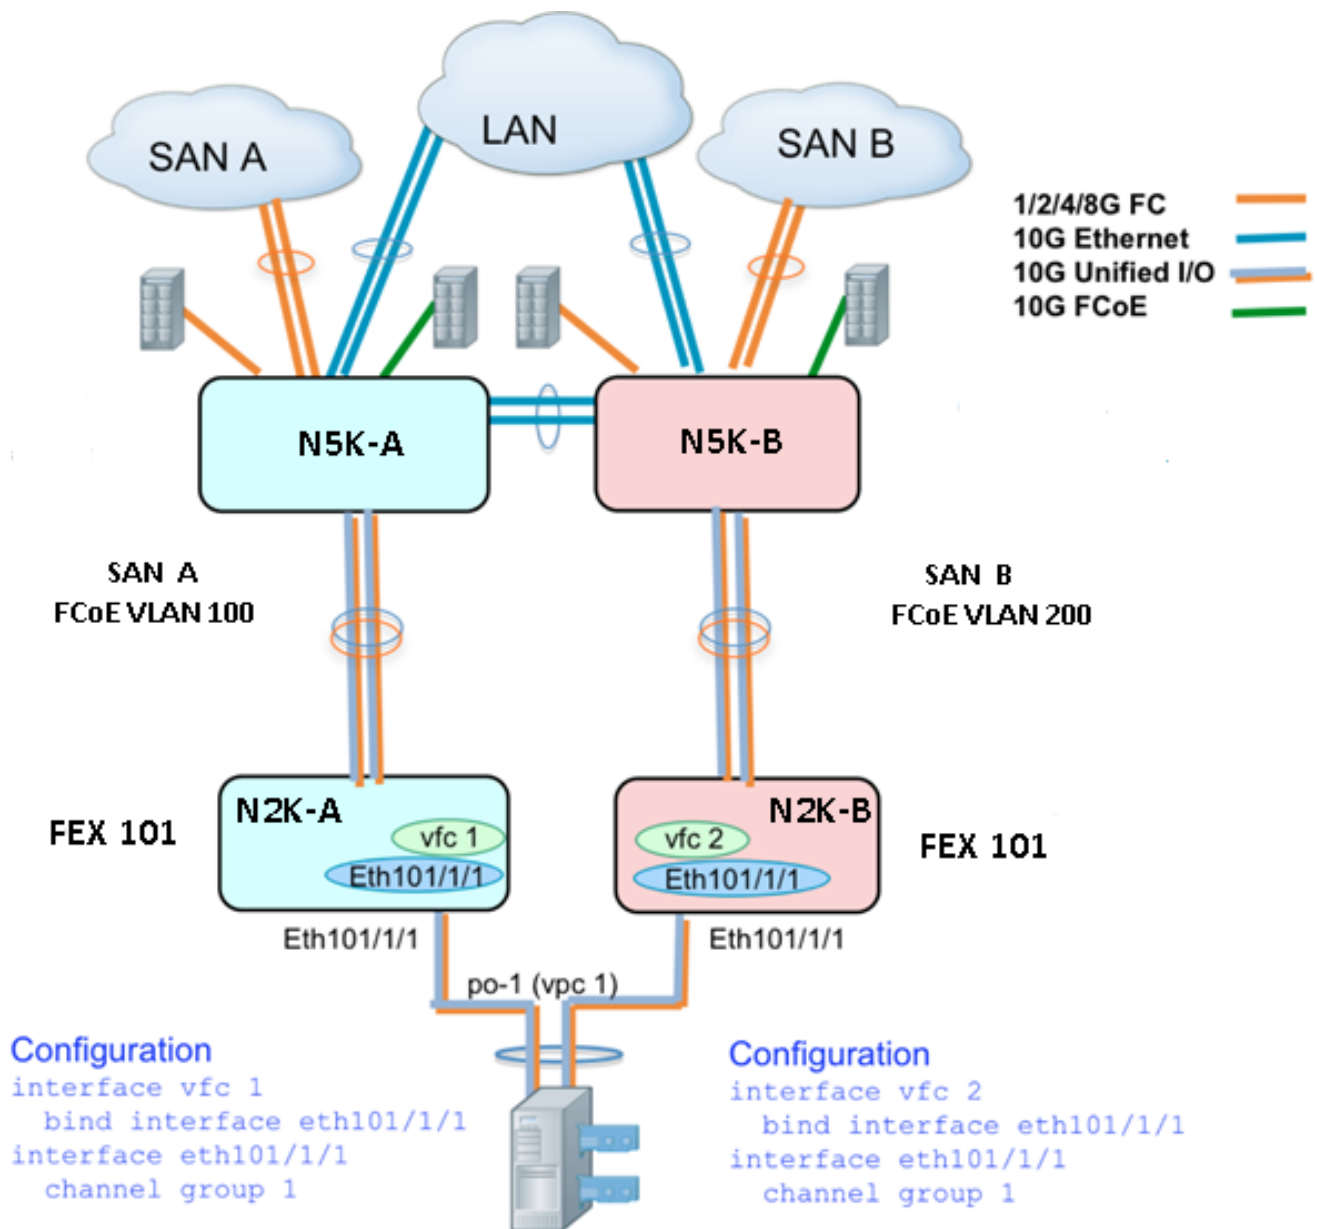 SAN A
LAN
SAN B
1/2/4/8G FC
10G Ethernet
10G Unified I/O
10G FCoE
N5K-A
N5K-B
SAN A
FCoE VLAN 100
SAN B
FCoE VLAN 200
FEX 101
N2K-A
vfc 1
Eth101/1/1
N2K-B
vfc 2
Eth101/1/1
FEX 101
Eth101/1/1
Eth101/1/1
po-1 (vpc 1)
Configuration
interface vfc 1
bind interface eth101/1/1
interface eth101/1/1
channel group 1
Configuration
interface vfc 2
bind interface eth101/1/1
interface eth101/1/1
channel group 1